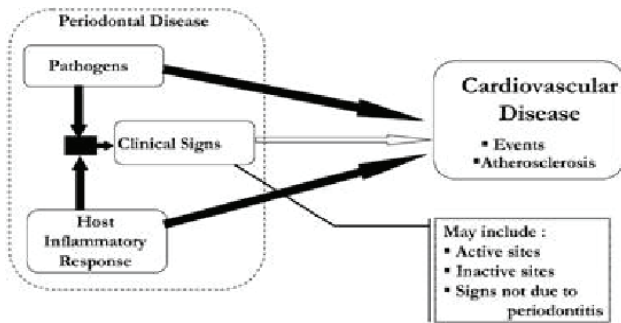 Periodontal Disease
Pathogens
Clinical Signs
Host
Inflammatory
Response
Cardiovascular
Disease
▪ Events
▪ Atherosclerosis
May include :
▪ Active sites
▪ Inactive sites
▪ Signs not due to
periodontitis